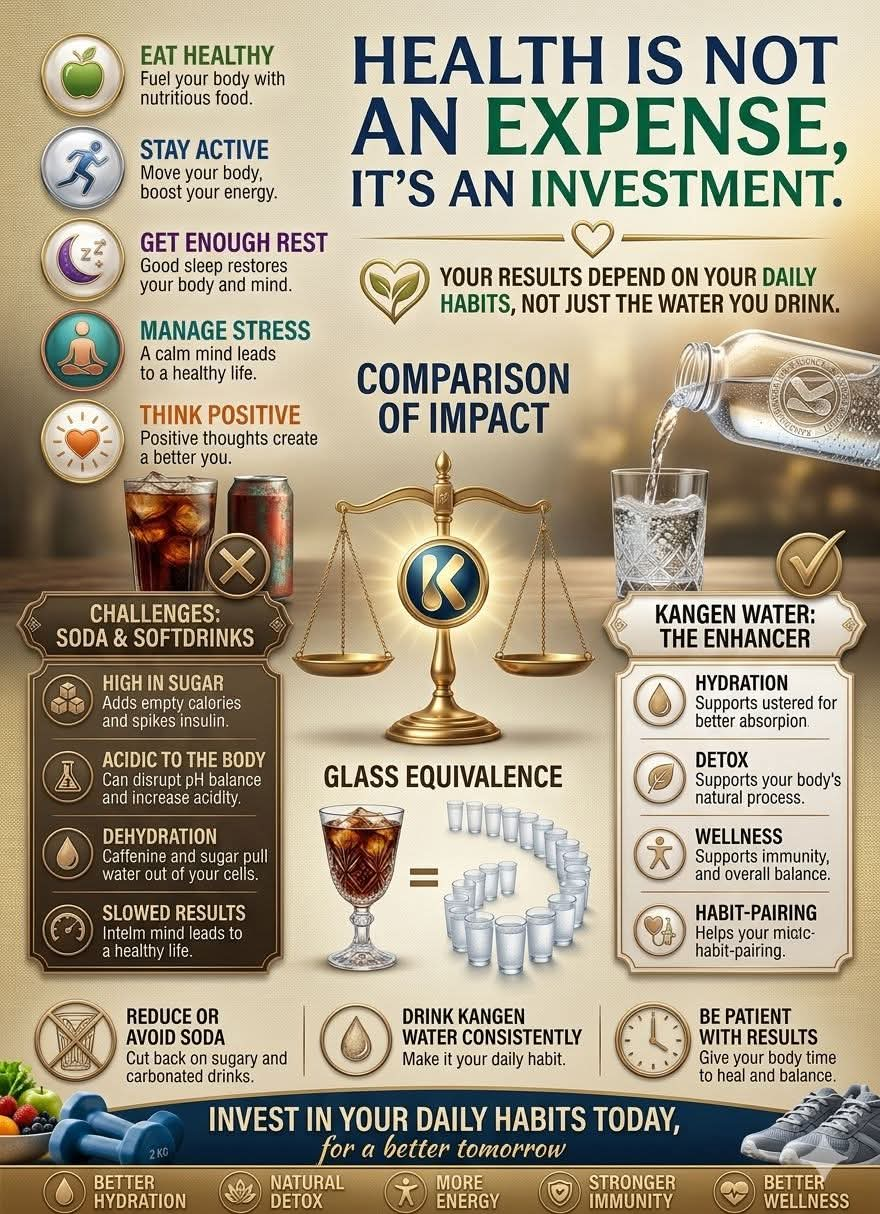 EAT HEALTHY
Fuel your body with
nutritious food.
STAY ACTIVE
Move your body,
boost your energy.
GET ENOUGH REST
Good sleep restores
your body and mind.
MANAGE STRESS
A calm mind leads
to a healthy life.
THINK POSITIVE
Positive thoughts create
a better you.
HEALTH IS NOT
AN EXPENSE,
IT'S AN INVESTMENT.
YOUR RESULTS DEPEND ON YOUR DAILY
HABITS, NOT JUST THE WATER YOU DRINK.
COMPARISON
OF IMPACT
K
CHALLENGES:
SODA & SOFTDRINKS
HIGH IN SUGAR
Adds empty calories
and spikes insulin.
ACIDIC TO THE BODY
Can disrupt pH balance
and increase acidity.
DEHYDRATION
Caffenine and sugar pull
water out of your cells.
SLOWED RESULTS
Intelm mind leads to
a healthy life.
GLASS EQUIVALENCE
=
KANGEN WATER:
THE ENHANCER
HYDRATION
Supports ustered for
better absorpion.
DETOX
Supports your body's
natural process.
WELLNESS
Supports immunity,
and overall balance.
HABIT-PAIRING
Helps your
habit-pairing.
REDUCE OR
AVOID SODA
Cut back on sugary and
carbonated drinks.
DRINK KANGEN
WATER CONSISTENTLY
Make it your daily habit.
BE PATIENT
WITH RESULTS
Give your body time
to heal and balance.
2 KG
INVEST IN YOUR DAILY HABITS TODAY,
for a better tomorrow
BETTER
HYDRATION
NATURAL
DETOX
MORE
ENERGY
STRONGER
IMMUNITY
BETTER
WELLNESS